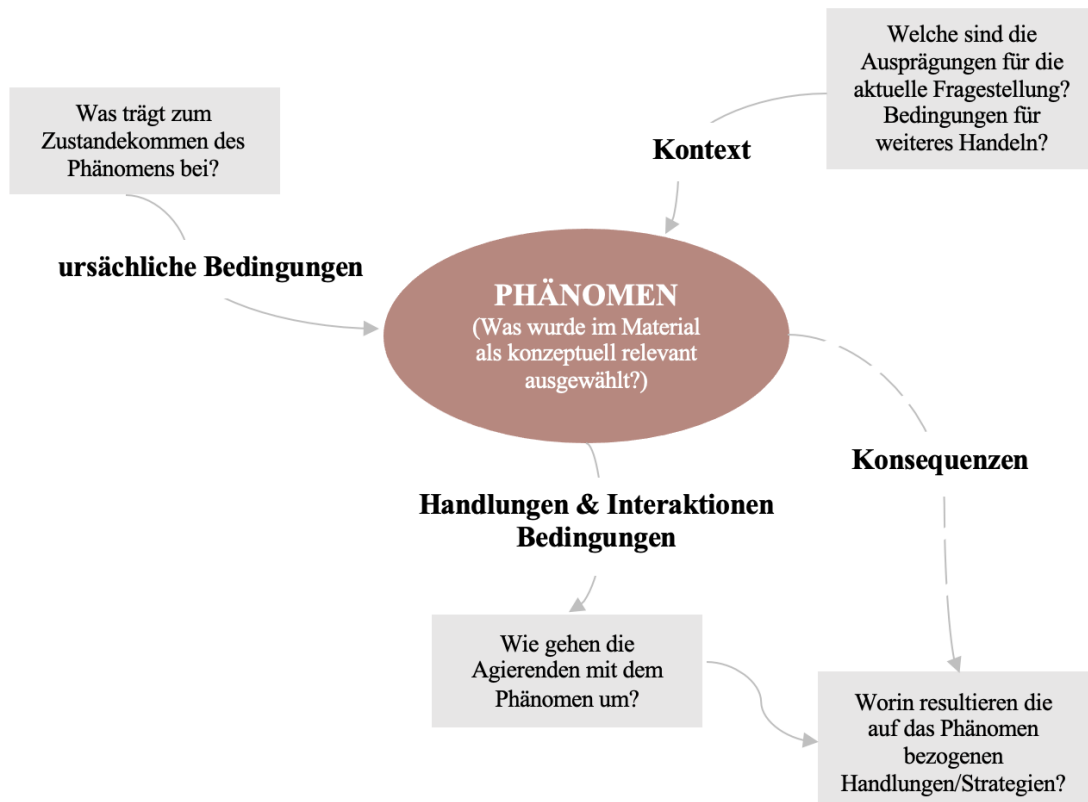 Welche sind die
Ausprägungen für die
aktuelle Fragestellung?
Bedingungen für
weiteres Handeln?
Was trägt zum
Zustandekommen des
Phänomens bei?
Kontext
ursächliche Bedingungen
PHÄNOMEN
(Was wurde im Material
als konzeptuell relevant
ausgewählt?)
Konsequenzen
Handlungen & Interaktionen
Bedingungen
Wie gehen die
Agierenden mit dem
Phänomen um?
Worin resultieren die
auf das Phänomen
bezogenen
Handlungen/Strategien?